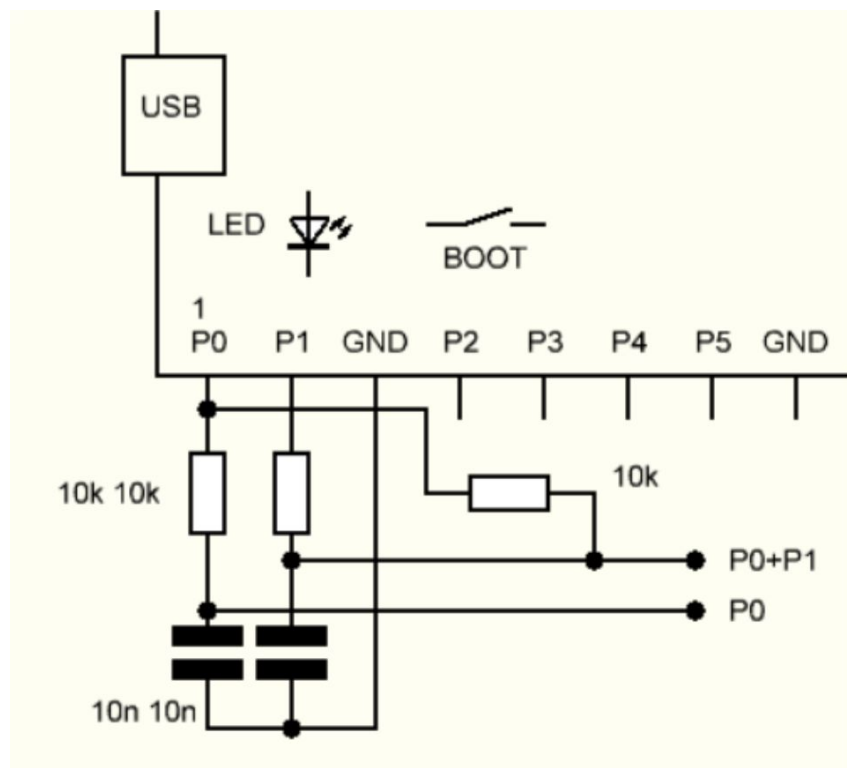 USB
LED
BOOT
1
P0 P1 GND P2 P3 P4 P5 GND
10k 10k
10k
P0+P1
P0
10n 10n